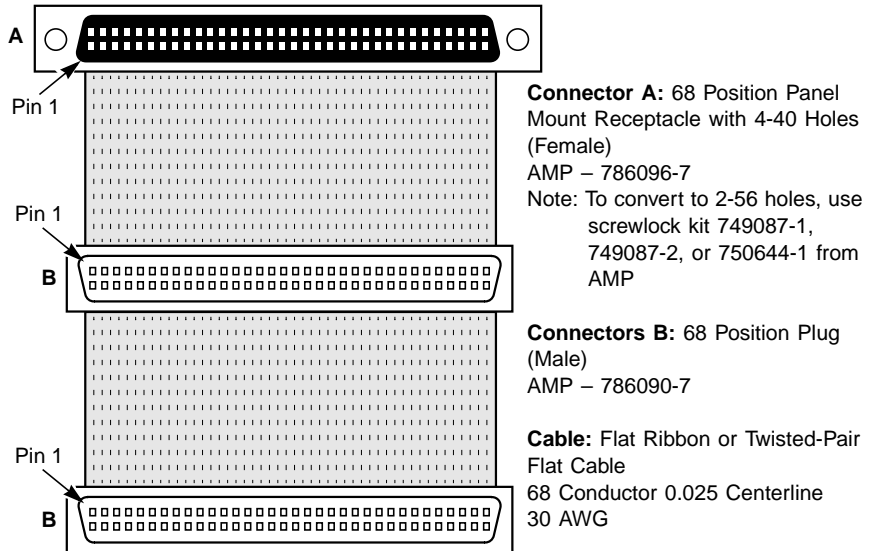 A
Pin 1
Pin 1
B
Pin 1
B
Connector A: 68 Position Panel
Mount Receptacle with 4-40 Holes
(Female)
AMP – 786096-7
Note: To convert to 2-56 holes, use
screwlock kit 749087-1,
749087-2, or 750644-1 from
AMP
Connectors B: 68 Position Plug
(Male)
AMP – 786090-7
Cable: Flat Ribbon or Twisted-Pair
Flat Cable
68 Conductor 0.025 Centerline
30 AWG